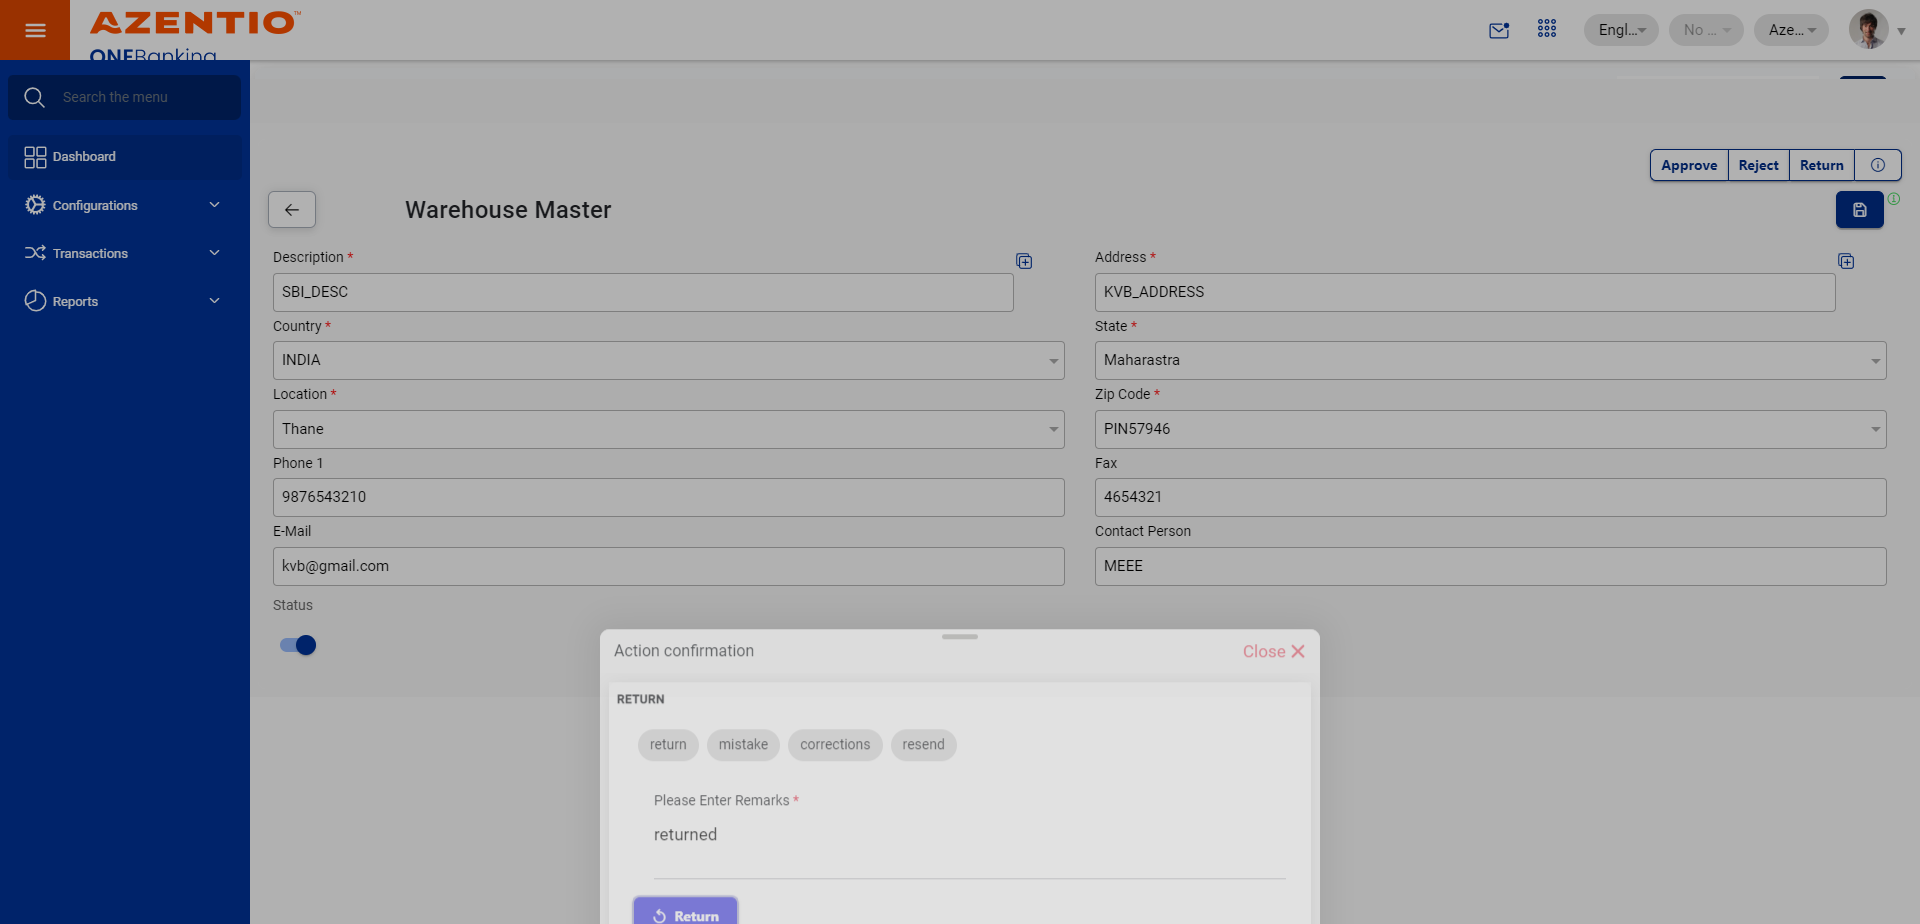 AZENTIO™
ONEBanking
Engl...
No ...
Aze...
Search the menu
Dashboard
Configurations
Transactions
Reports
Approve
Reject
Return
Warehouse Master
Description *
SBI_DESC
Address *
KVB_ADDRESS
Country *
INDIA
State *
Maharastra
Location *
Thane
Zip Code *
PIN57946
Phone 1
9876543210
Fax
4654321
E-Mail
kvb@gmail.com
Contact Person
MEEE
Status
Action confirmation
Close
RETURN
return
mistake
corrections
resend
Please Enter Remarks *
returned
Return